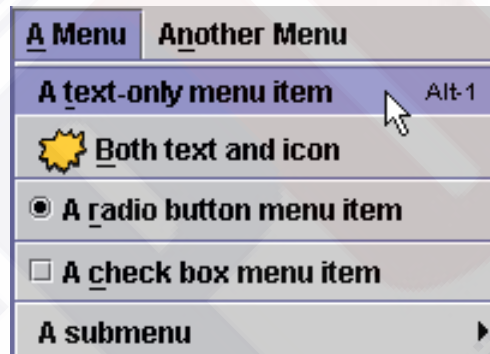 A Menu Another Menu
A text-only menu item Alt-1
Both text and icon
A radio button menu item
A check box menu item
A submenu